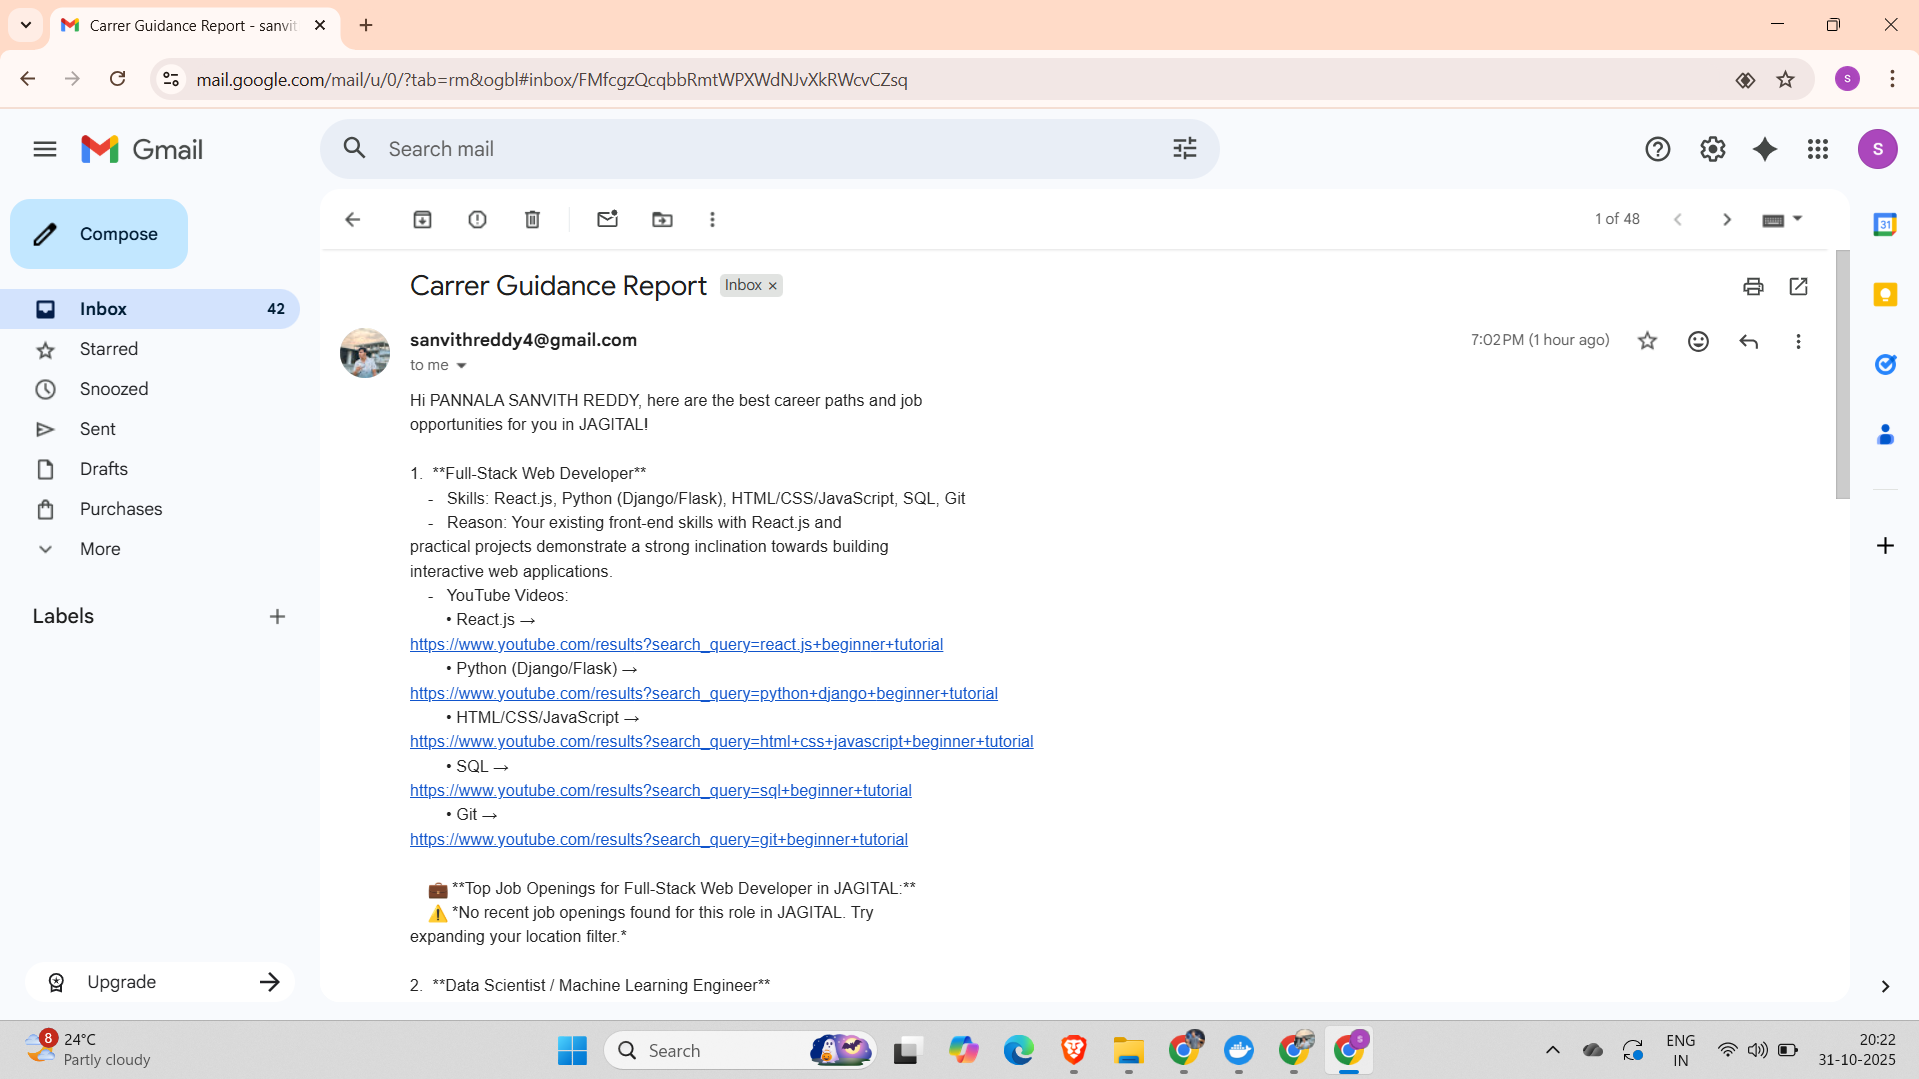 Carrer Guidance Report - sanvit
mail.google.com/mail/u/0/?tab=rm&ogbl#inbox/FMfcgzQcqbbRmtWPXWdNJvXkRWcvCZsq
S
Gmail
Search mail
S
Compose
1 of 48
31
Inbox 42
Starred
Snoozed
Sent
Drafts
Purchases
More
Labels
Upgrade
Carrer Guidance Report Inbox ×
sanvithreddy4@gmail.com 7:02 PM (1 hour ago)
to me
Hi PANNALA SANVITH REDDY, here are the best career paths and job
opportunities for you in JAGITAL!
1. **Full-Stack Web Developer**
- Skills: React.js, Python (Django/Flask), HTML/CSS/JavaScript, SQL, Git
- Reason: Your existing front-end skills with React.js and
practical projects demonstrate a strong inclination towards building
interactive web applications.
- YouTube Videos:
• React.js →
https://www.youtube.com/results?search_query=react.js+beginner+tutorial
• Python (Django/Flask) →
https://www.youtube.com/results?search_query=python+django+beginner+tutorial
• HTML/CSS/JavaScript →
https://www.youtube.com/results?search_query=html+css+javascript+beginner+tutorial
• SQL →
https://www.youtube.com/results?search_query=sql+beginner+tutorial
• Git →
https://www.youtube.com/results?search_query=git+beginner+tutorial
💼 **Top Job Openings for Full-Stack Web Developer in JAGITAL:**
⚠️ *No recent job openings found for this role in JAGITAL. Try
expanding your location filter.*
2. **Data Scientist / Machine Learning Engineer**
8
24°C
Partly cloudy
Search
S
ENG
IN
20:22
31-10-2025